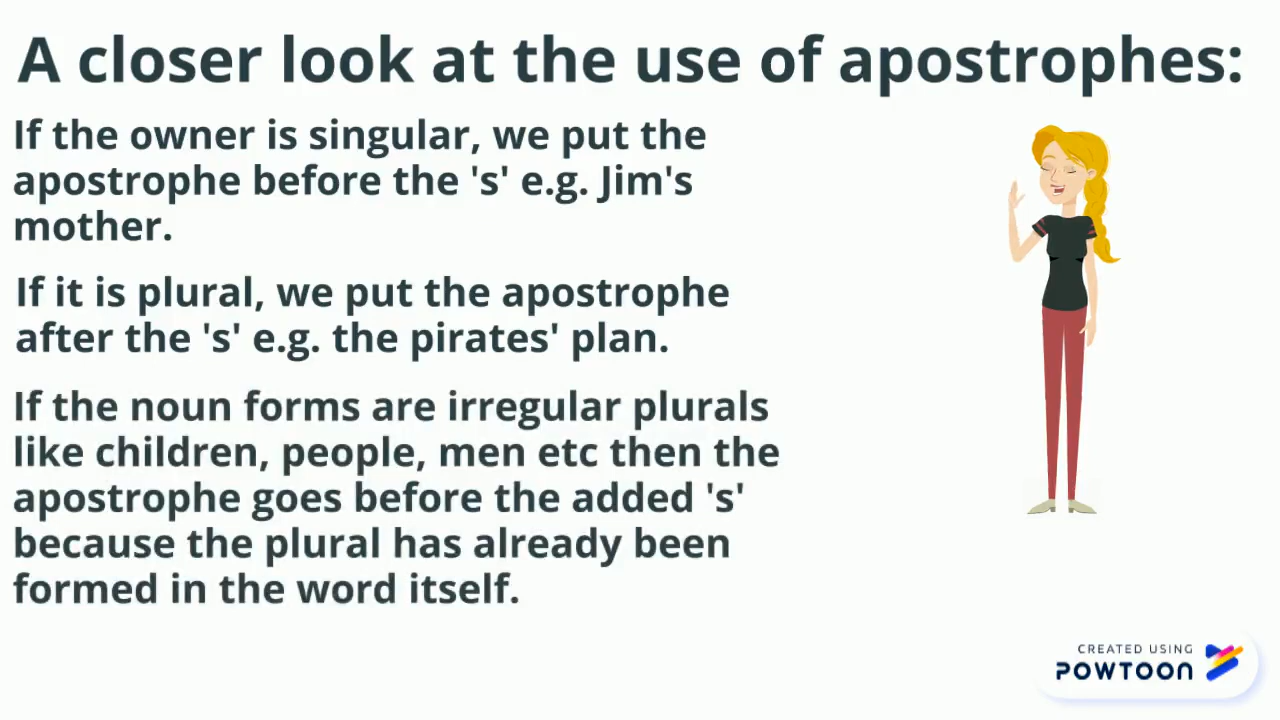 A closer look at the use of apostrophes:
If the owner is singular, we put the
apostrophe before the 's' e.g. Jim's
mother.
If it is plural, we put the apostrophe
after the 's' e.g. the pirates' plan.
If the noun forms are irregular plurals
like children, people, men etc then the
apostrophe goes before the added 's'
because the plural has already been
formed in the word itself.
CREATED USING
POWTOON